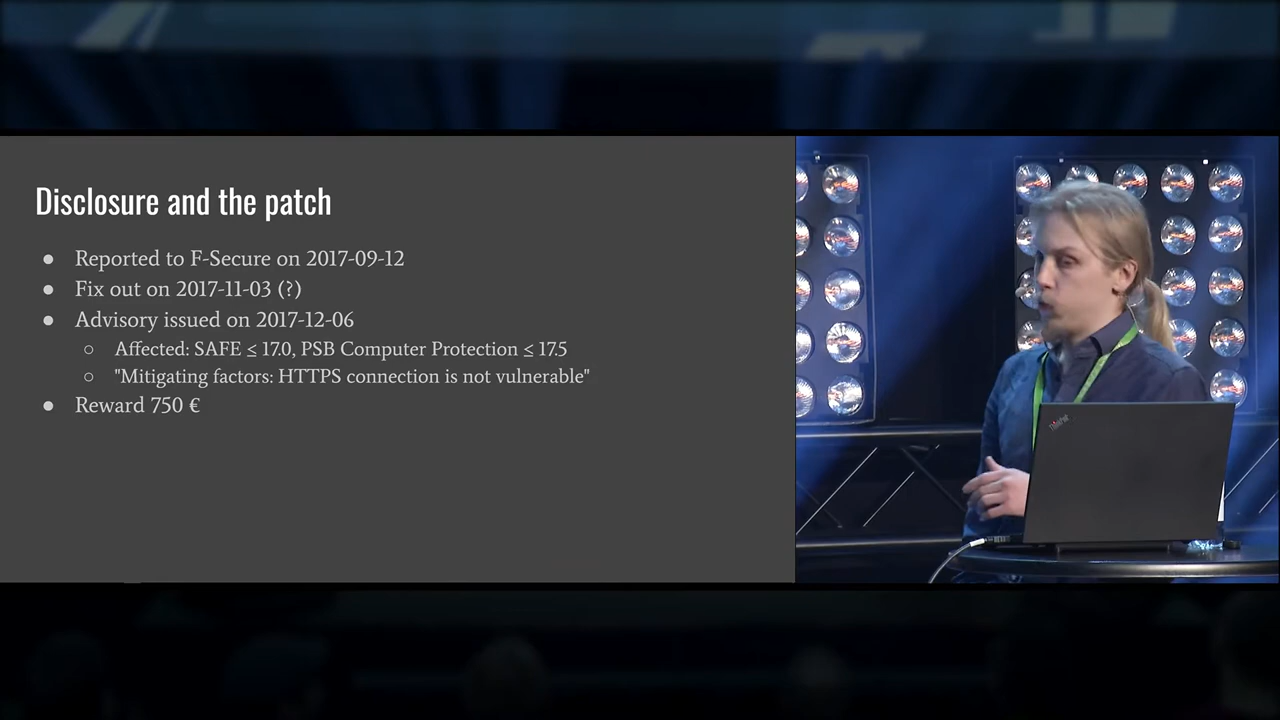 Disclosure and the patch
● Reported to F-Secure on 2017-09-12
● Fix out on 2017-11-03 (?)
● Advisory issued on 2017-12-06
○ Affected: SAFE ≤ 17.0, PSB Computer Protection ≤ 17.5
○ "Mitigating factors: HTTPS connection is not vulnerable"
● Reward 750 €
ThinkPad